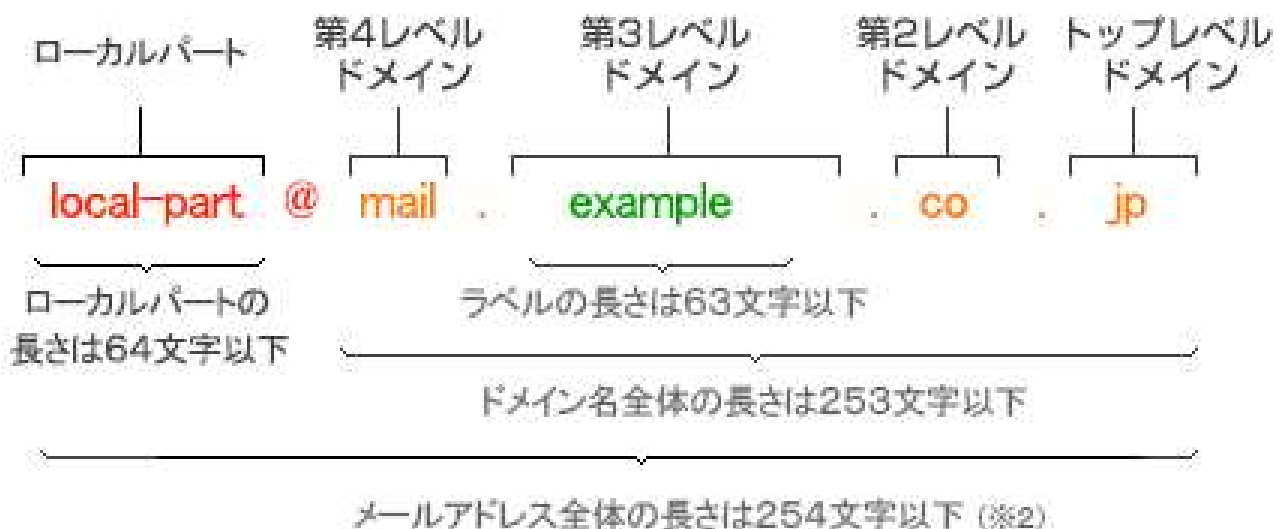 ローカルパート
第4レベル
ドメイン
第3レベル
ドメイン
第2レベル
ドメイン
トップレベル
ドメイン
local-part @ mail . example . co . jp
ローカルパートの
長さは64文字以下
ラベルの長さは63文字以下
ドメイン名全体の長さは253文字以下
メールアドレス全体の長さは254文字以下 (※2)